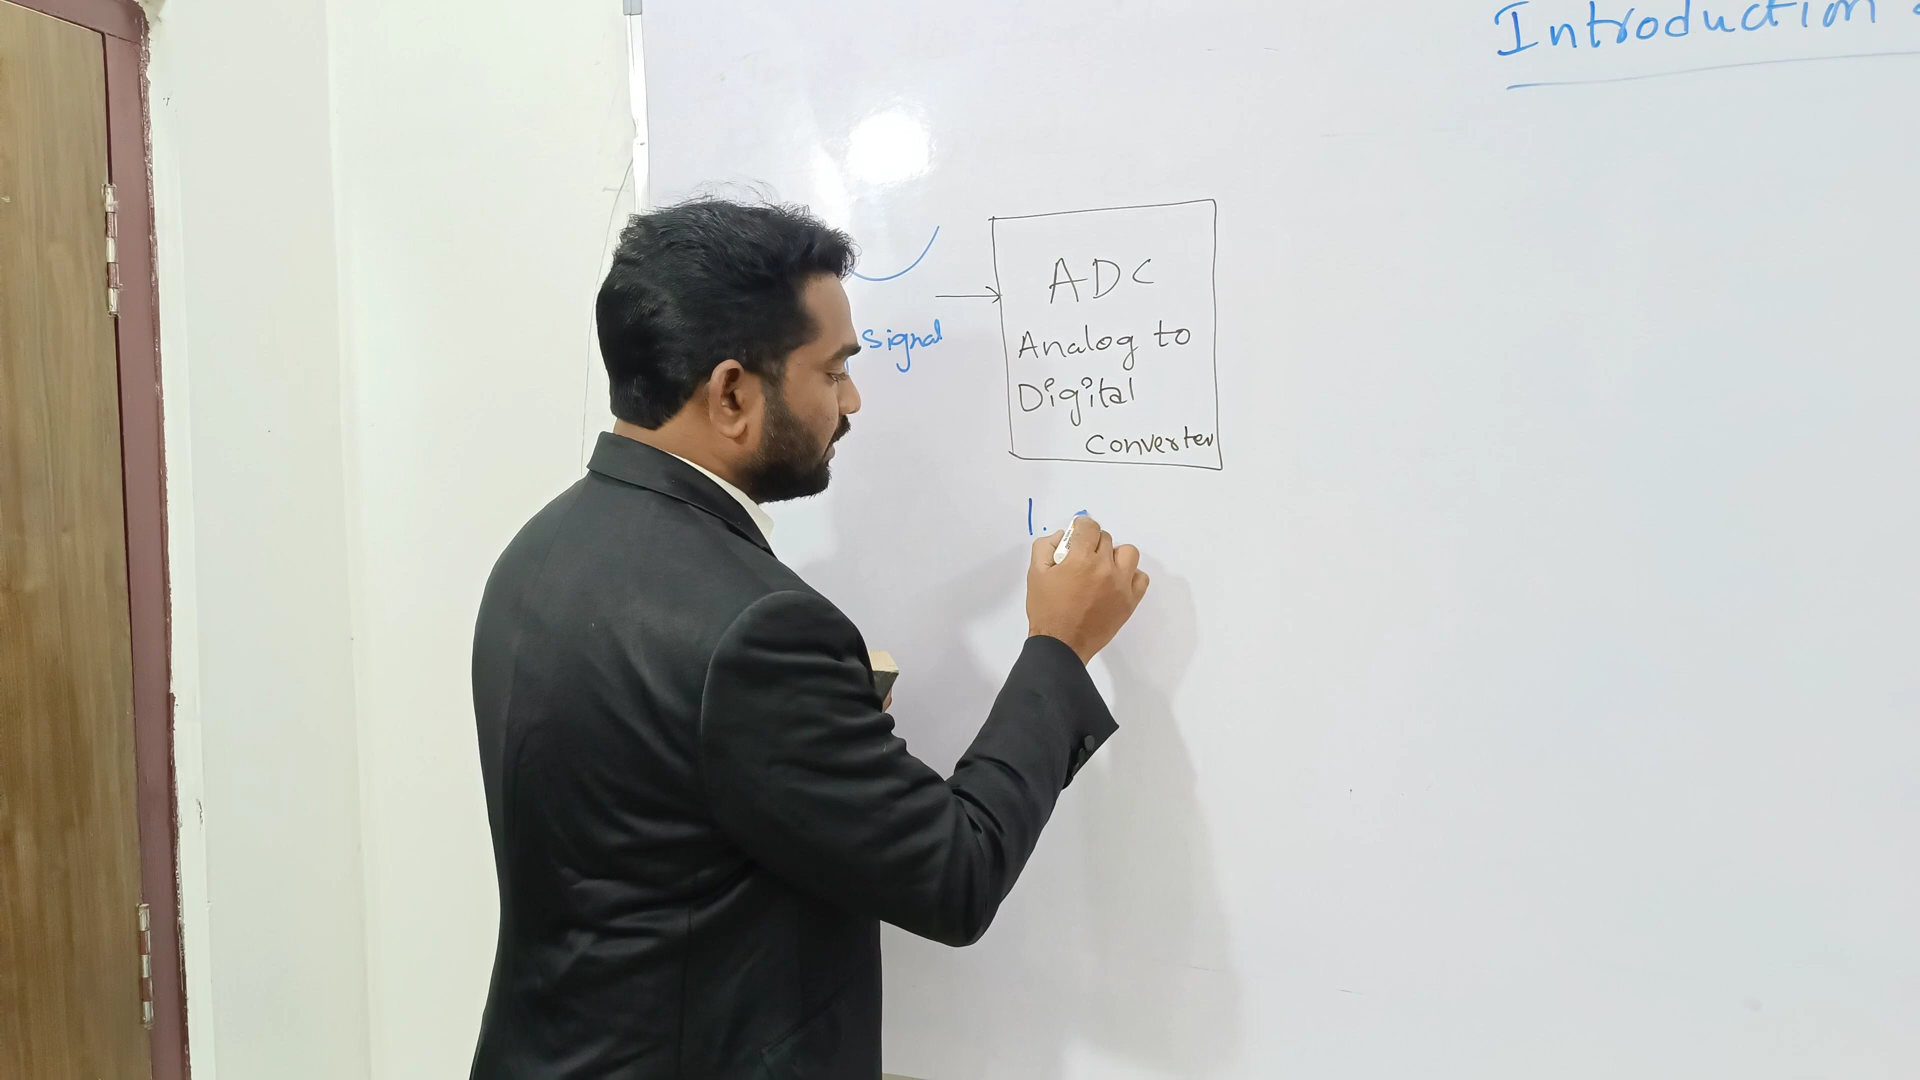 Introduction
ADC
Signal
Analog to
Digital
Converter
1.